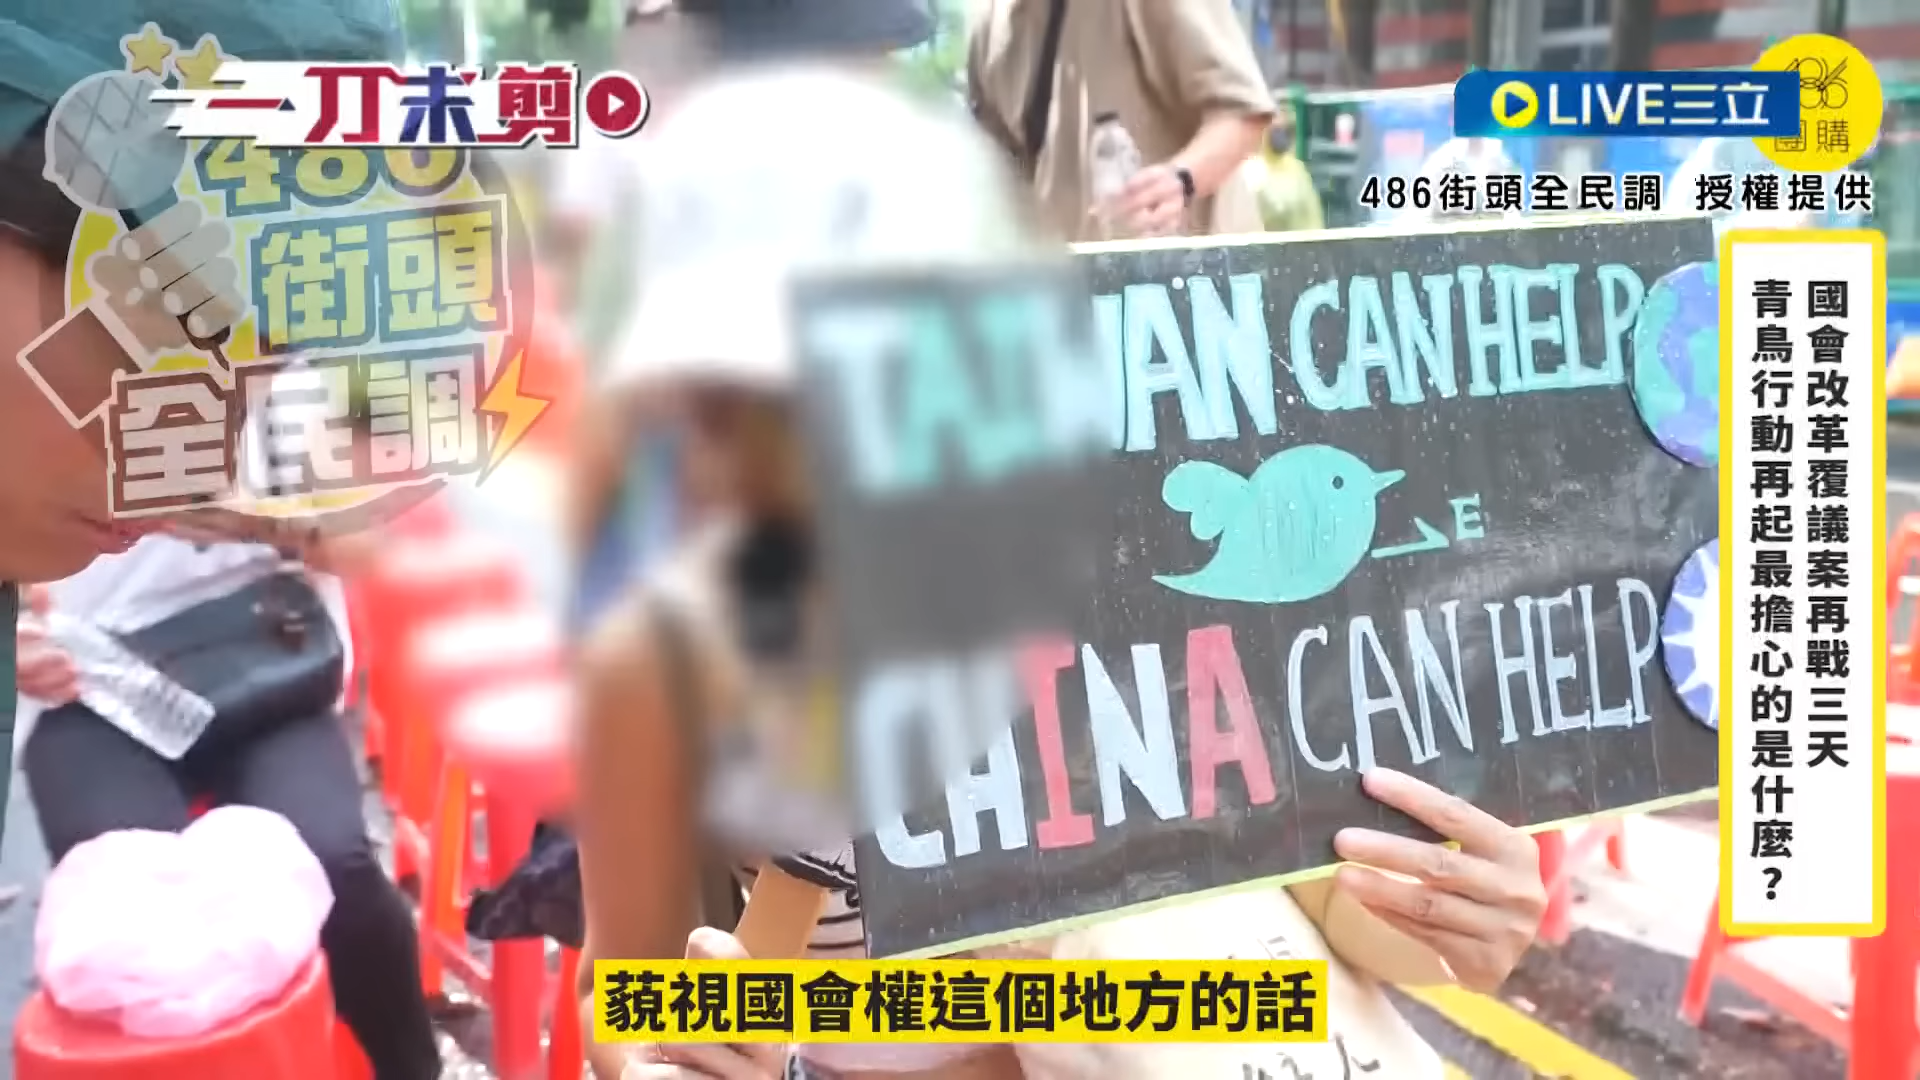 一刀未剪
486
街頭
全民調
LIVE三立
486
團購
486街頭全民調 授權提供
國會改革覆議案再戰三天
青鳥行動再起最擔心的是什麼?
TAIWAN CAN HELP
E
CHINA CAN HELP
藐視國會權這個地方的話